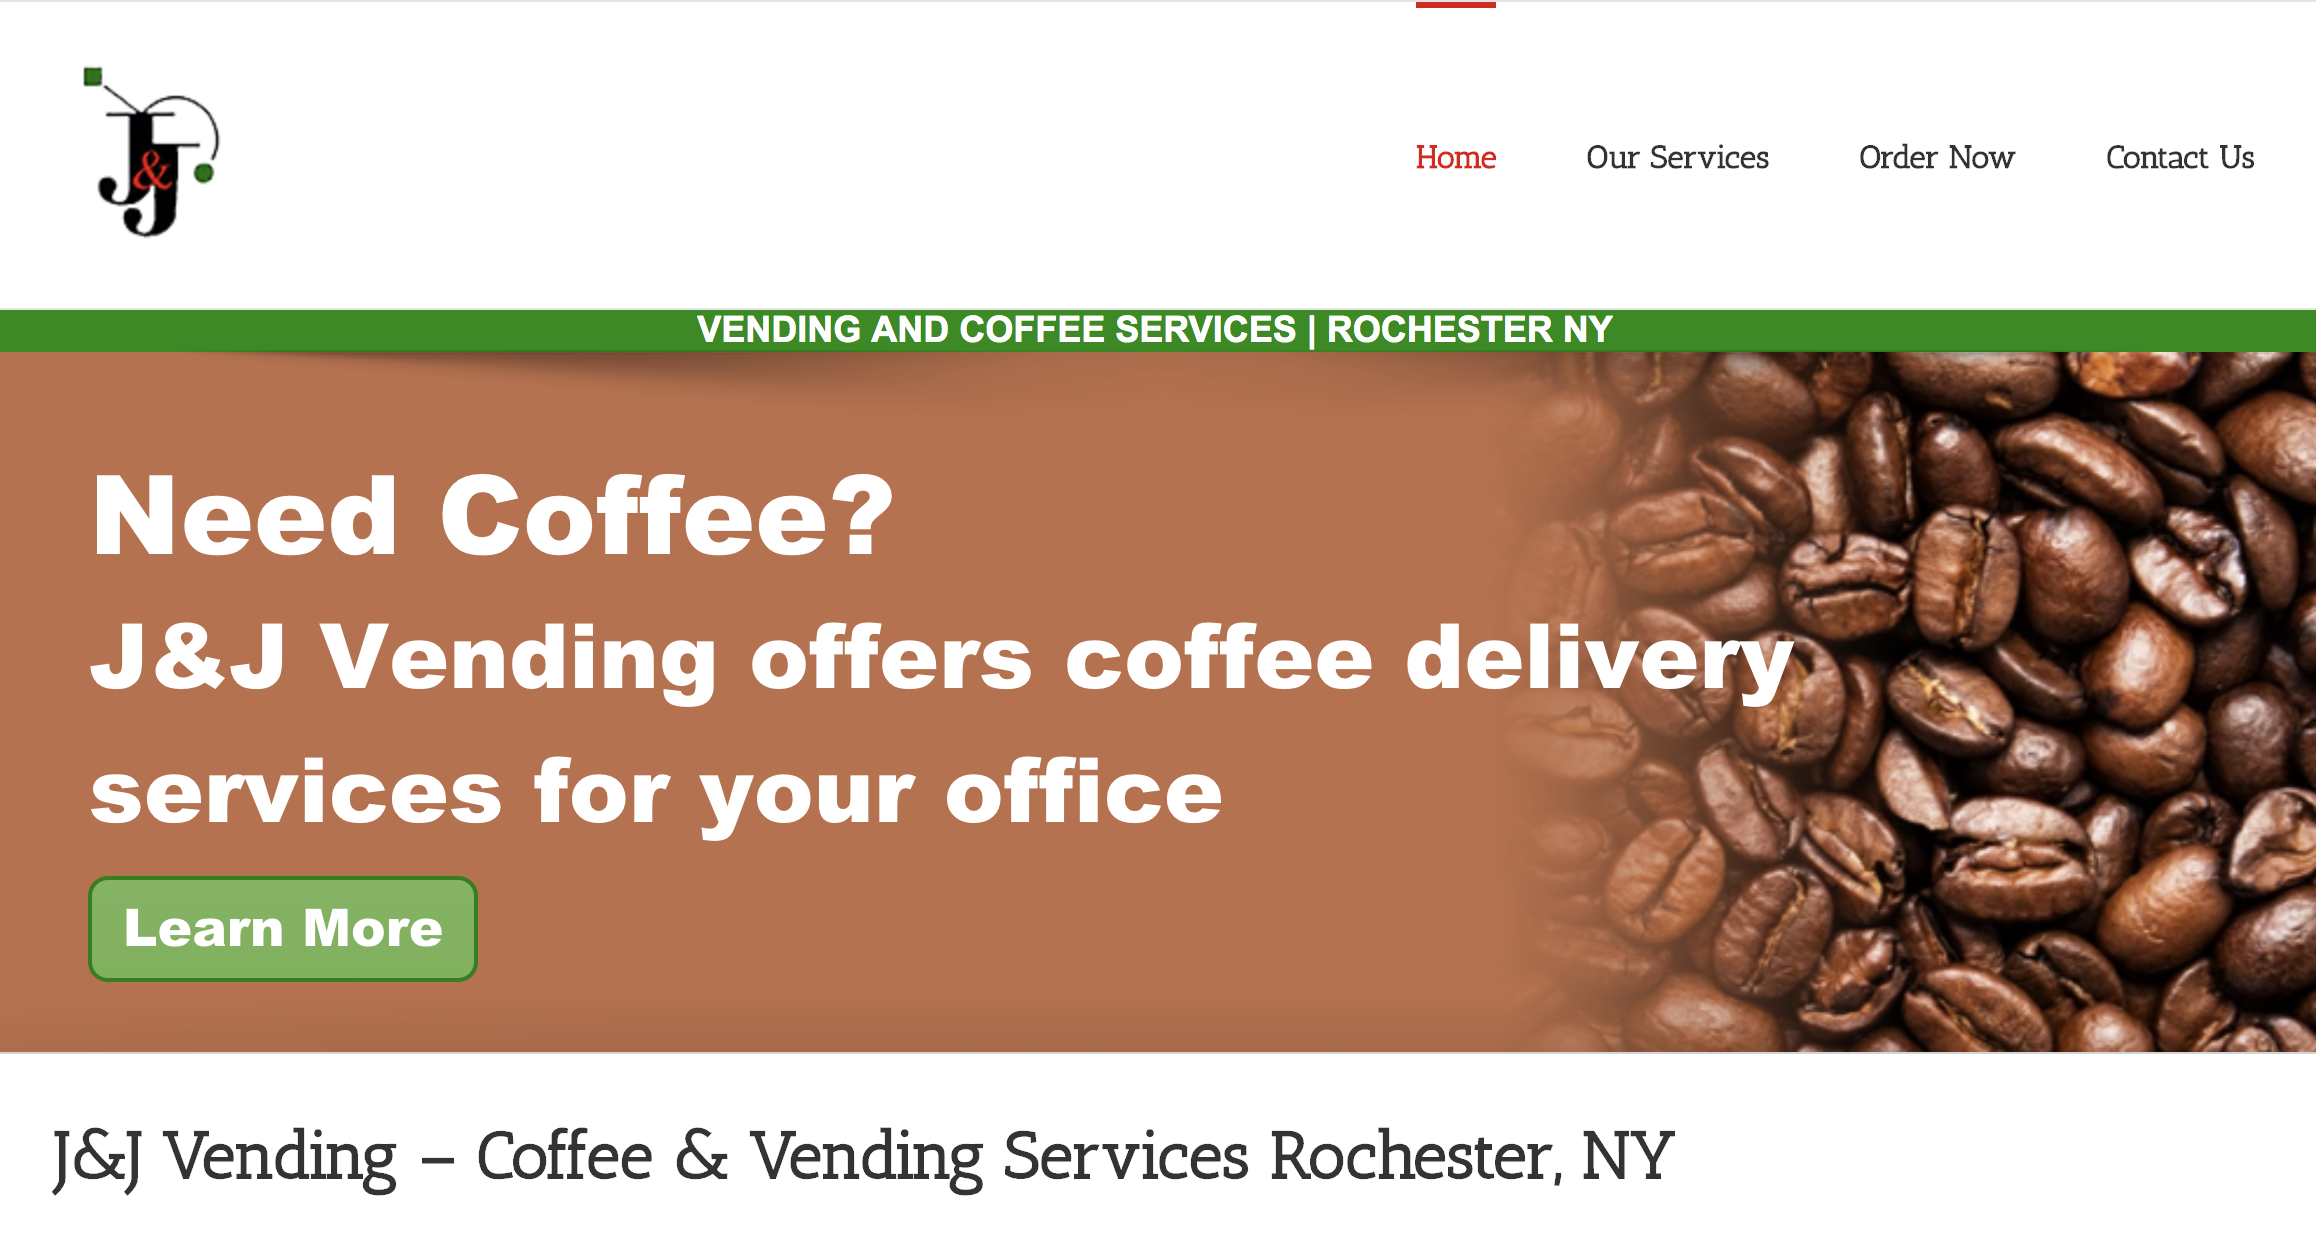 J&J
Home
Our Services
Order Now
Contact Us
VENDING AND COFFEE SERVICES | ROCHESTER NY
Need Coffee?
J&J Vending offers coffee delivery
services for your office
Learn More
J&J Vending – Coffee & Vending Services Rochester, NY